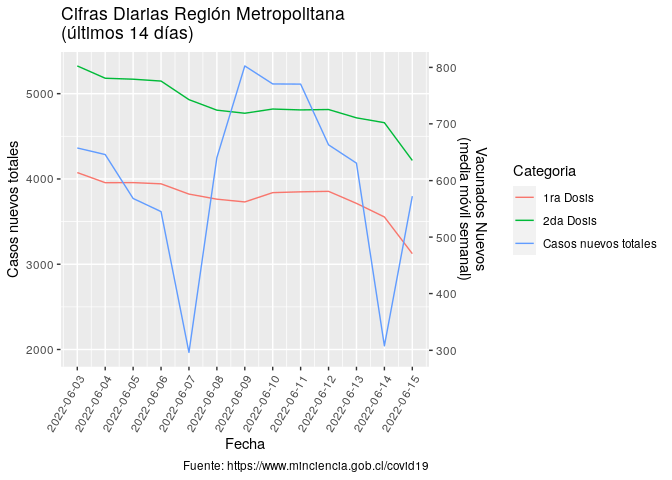 Cifras Diarias Región Metropolitana
(últimos 14 días)
Casos nuevos totales
5000
4000
3000
2000
800
700
600
500
400
300
Vacunados Nuevos
(media móvil semanal)
2022-06-03
2022-06-04
2022-06-05
2022-06-06
2022-06-07
2022-06-08
2022-06-09
2022-06-10
2022-06-11
2022-06-12
2022-06-13
2022-06-14
2022-06-15
Fecha
Categoria
1ra Dosis
2da Dosis
Casos nuevos totales
Fuente: https://www.minciencia.gob.cl/covid19